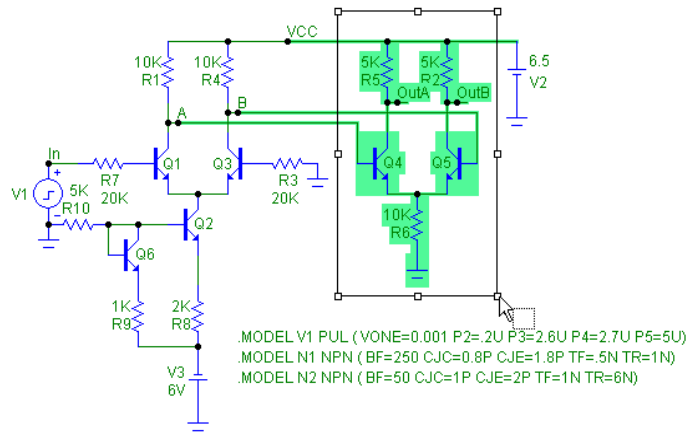 VCC
10K
R1
10K
R4
5K
R5
5K
R2
6.5
V2
OutA
OutB
A
B
In
Q1
Q3
Q4
Q5
R7
20K
R3
20K
V1
5K
R10
Q2
10K
R6
Q6
1K
R9
2K
R8
.MODEL V1 PUL ( VONE=0.001 P2=.2U P3=2.6U P4=2.7U P5=5U)
.MODEL N1 NPN ( BF=250 CJC=0.8P CJE=1.8P TF=.5N TR=1N)
.MODEL N2 NPN ( BF=50 CJC=1P CJE=2P TF=1N TR=6N)
V3
6V